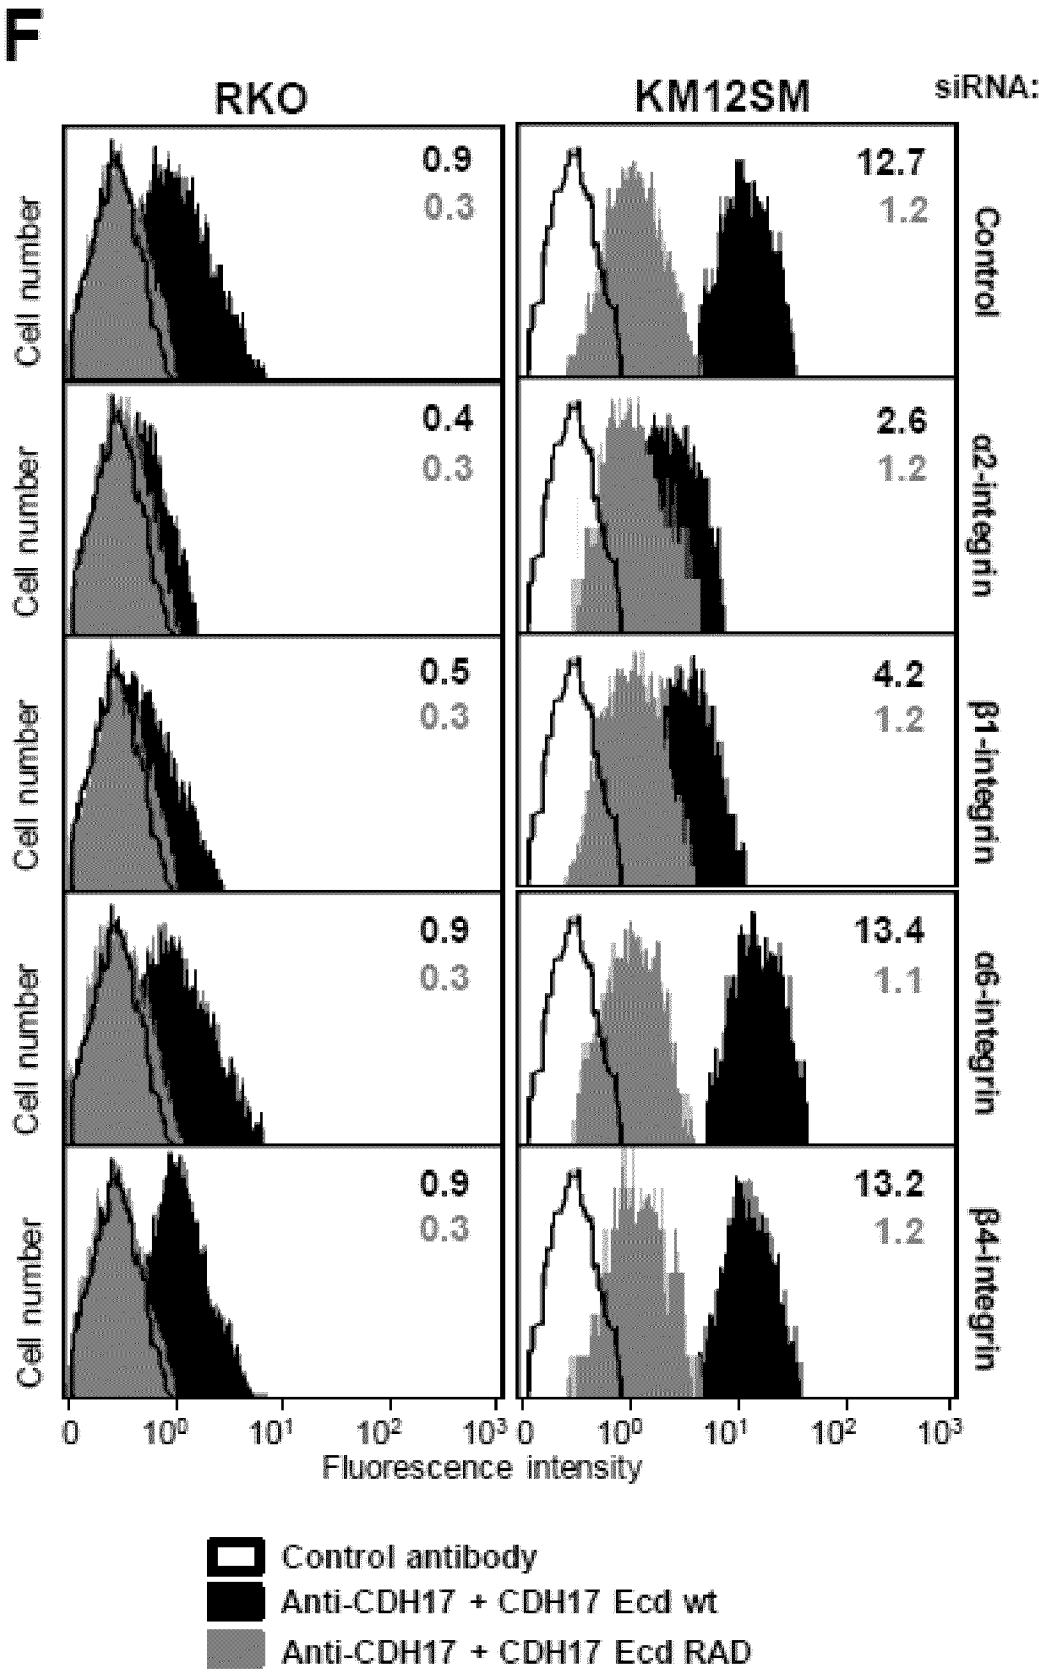 F
RKO KM12SM siRNA:
Cell number 0.9 12.7 Control
0.3 1.2
Cell number 0.4 2.6 α2-integrin
0.3 1.2
Cell number 0.5 4.2 β1-integrin
0.3 1.2
Cell number 0.9 13.4 α6-integrin
0.3 1.1
Cell number 0.9 13.2 β4-integrin
0.3 1.2
0 10⁰ 10¹ 10² 10³ 0 10⁰ 10¹ 10² 10³
Fluorescence intensity
Control antibody
Anti-CDH17 + CDH17 Ecd wt
Anti-CDH17 + CDH17 Ecd RAD